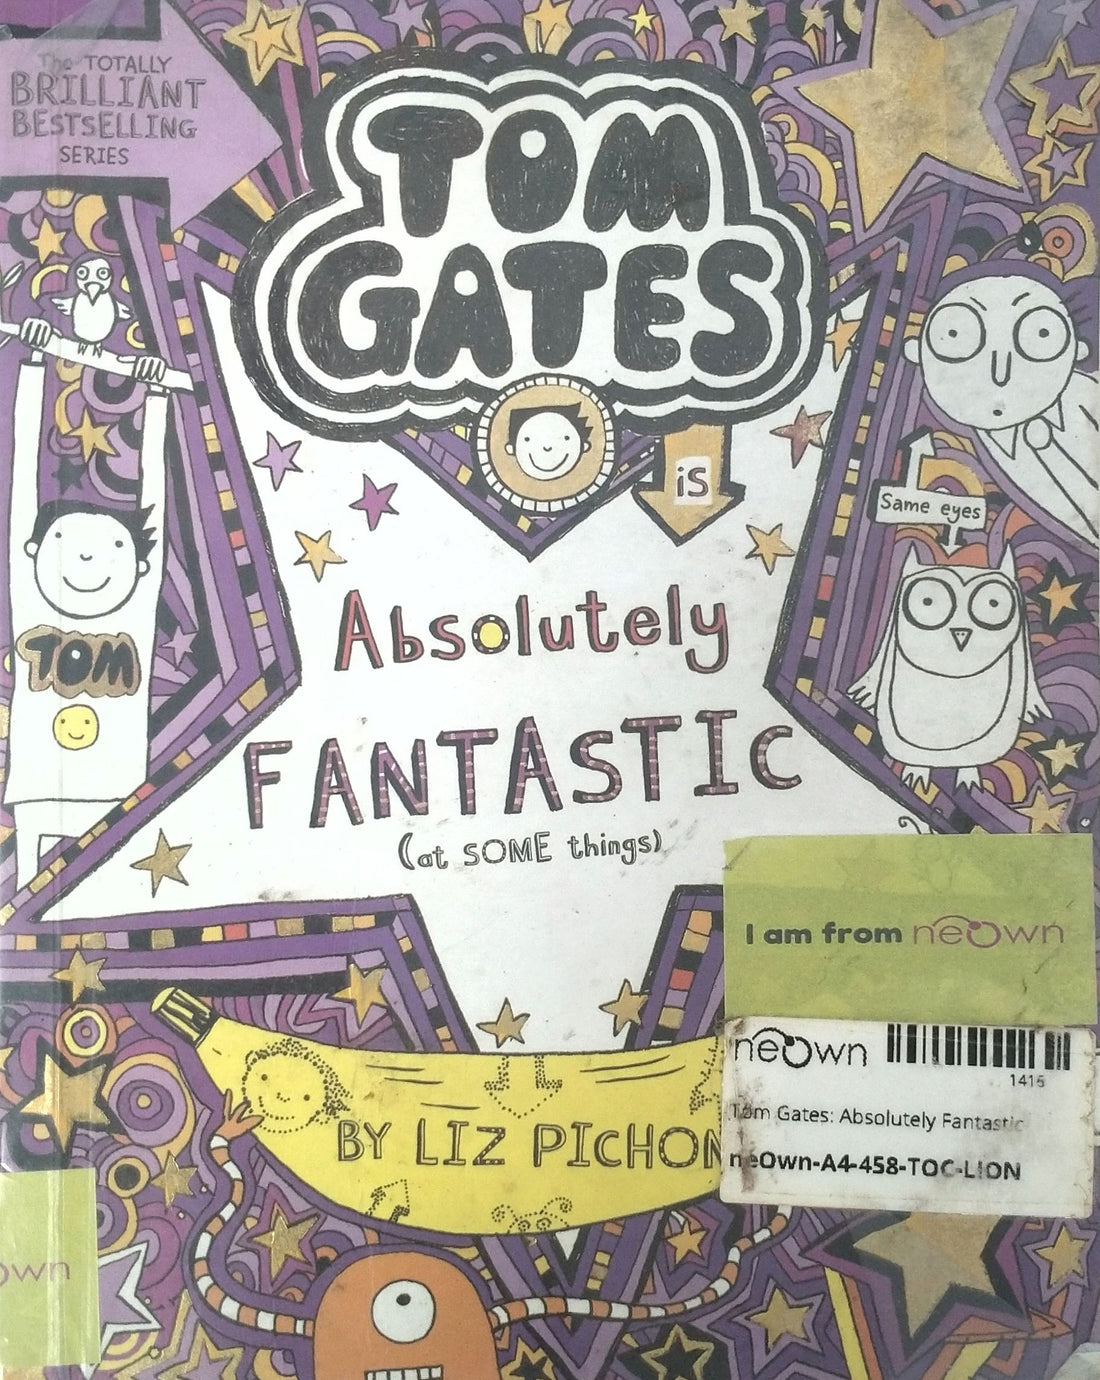 The TOTALLY
BRILLIANT
BESTSELLING
SERIES
TOM
GATES
is
Same eyes
Absolutely
TOM
FANTASTIC
(at SOME things)
I am from neOwn
neOwn
1416
Tom Gates: Absolutely Fantastic
neOwn-A4-458-TOC-LION
BY LIZ PICHON
own